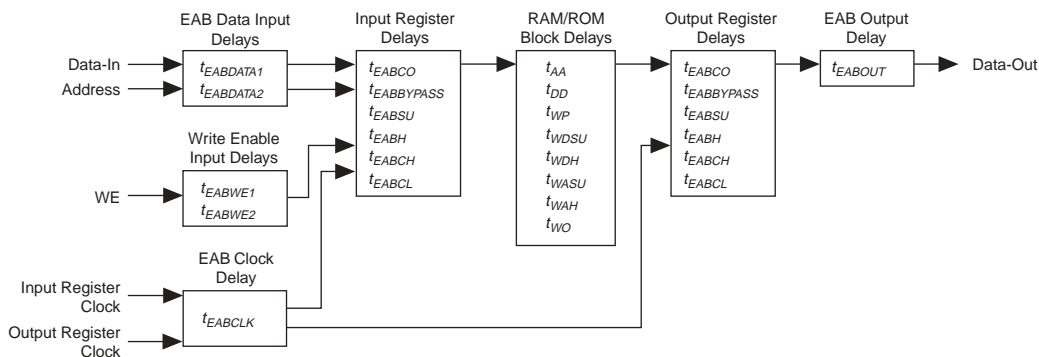 EAB Data Input
Delays
Input Register
Delays
RAM/ROM
Block Delays
Output Register
Delays
EAB Output
Delay
Data-In
Address
tEABDATA1
tEABDATA2
tEABCO
tEABBYPASS
tEABSU
tEABH
tEABCH
tEABCL
tAA
tDD
tWP
tWDSU
tWDH
tWASU
tWAH
tWO
tEABCO
tEABBYPASS
tEABSU
tEABH
tEABCH
tEABCL
tEABOUT
Data-Out
Write Enable
Input Delays
WE
tEABWE1
tEABWE2
EAB Clock
Delay
Input Register
Clock
tEABCLK
Output Register
Clock